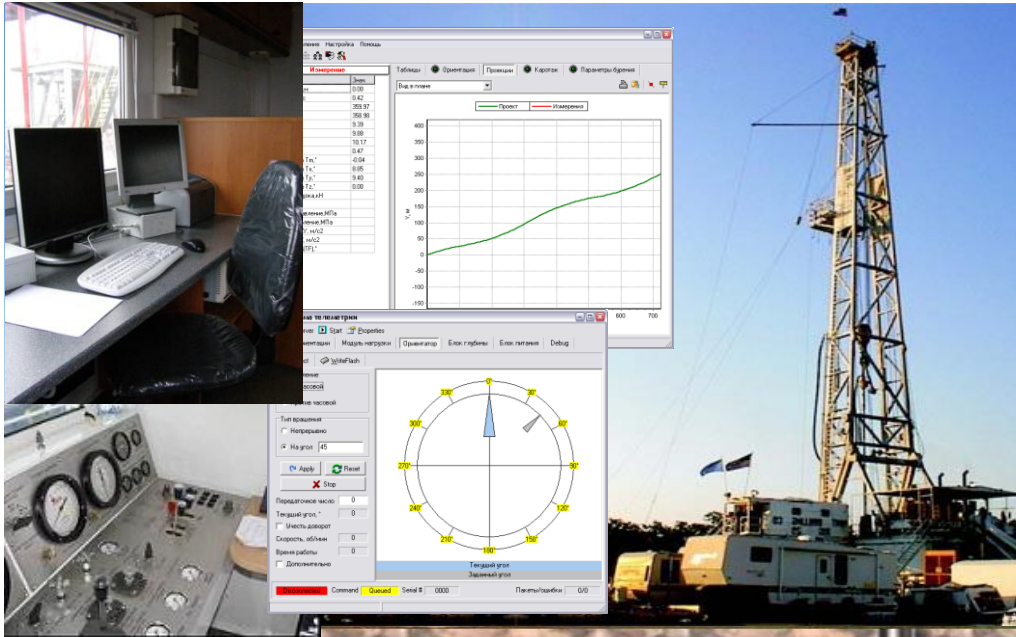 Настройка Помощь
Измерение
Таблицы Ориентация Проекции Каротаж Параметры бурения
Знач.
Вид в плане
0.00
0.42
359.97
358.98
9.39
9.88
10.17
0.47
Tm,° -0.04
Tx,° 8.85
Ty,° 9.40
Tz,° 0.00
Проект Измерения
400
350
300
250
200
150
100
50
0
-50
-100
-150
Y, м
600 700
телеметрии
Start Properties
Модуль нагрузки Ориентатор Блок глубины Блок питания Debug
WriteFlash
Тип вращения
Непрерывно
На угол 45
Apply Reset
Stop
Передаточное число 0
Текущий угол, ° 0
Учесть доворот
Скорость, об/мин 0
Время работы 0
Дополнительно
0°
30°
60°
90°
120°
150°
180°
210°
240°
270°
300°
330°
Текущий угол
Заданный угол
Disconnected Command Queued Serial # 0000 Пакеты/ошибки 0/0